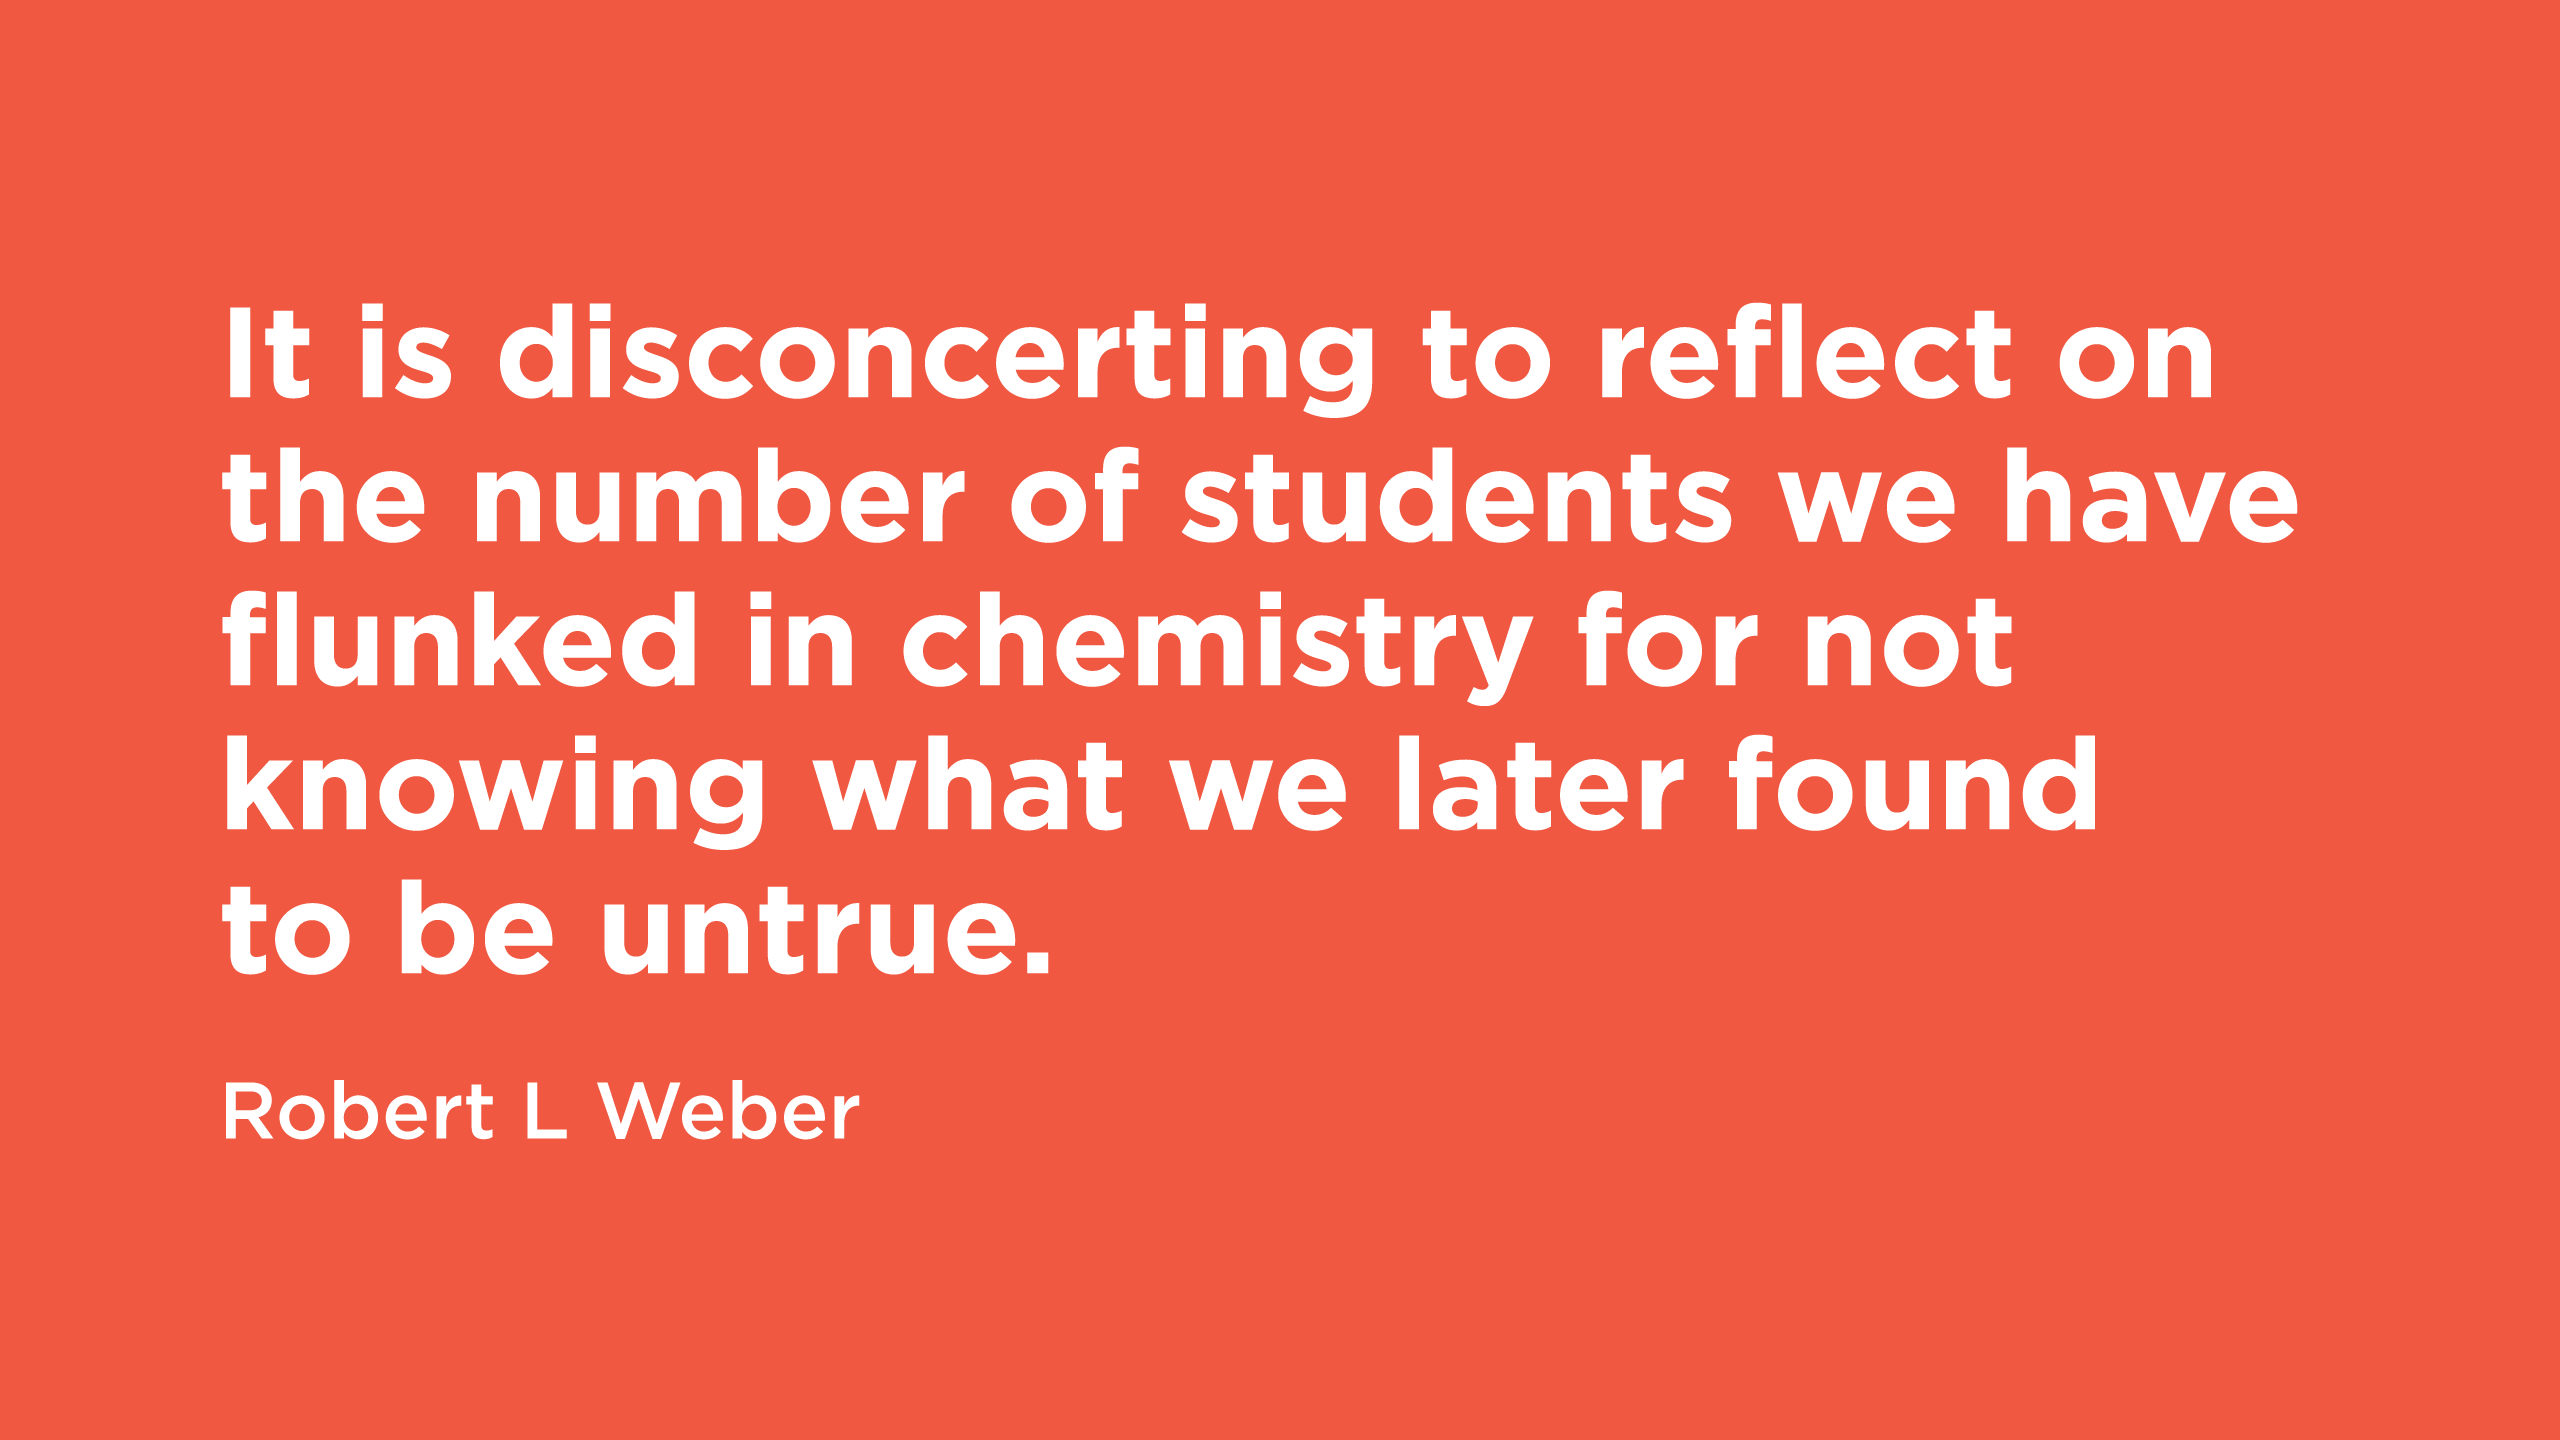 It is disconcerting to reflect on
the number of students we have
flunked in chemistry for not
knowing what we later found
to be untrue.
Robert L Weber